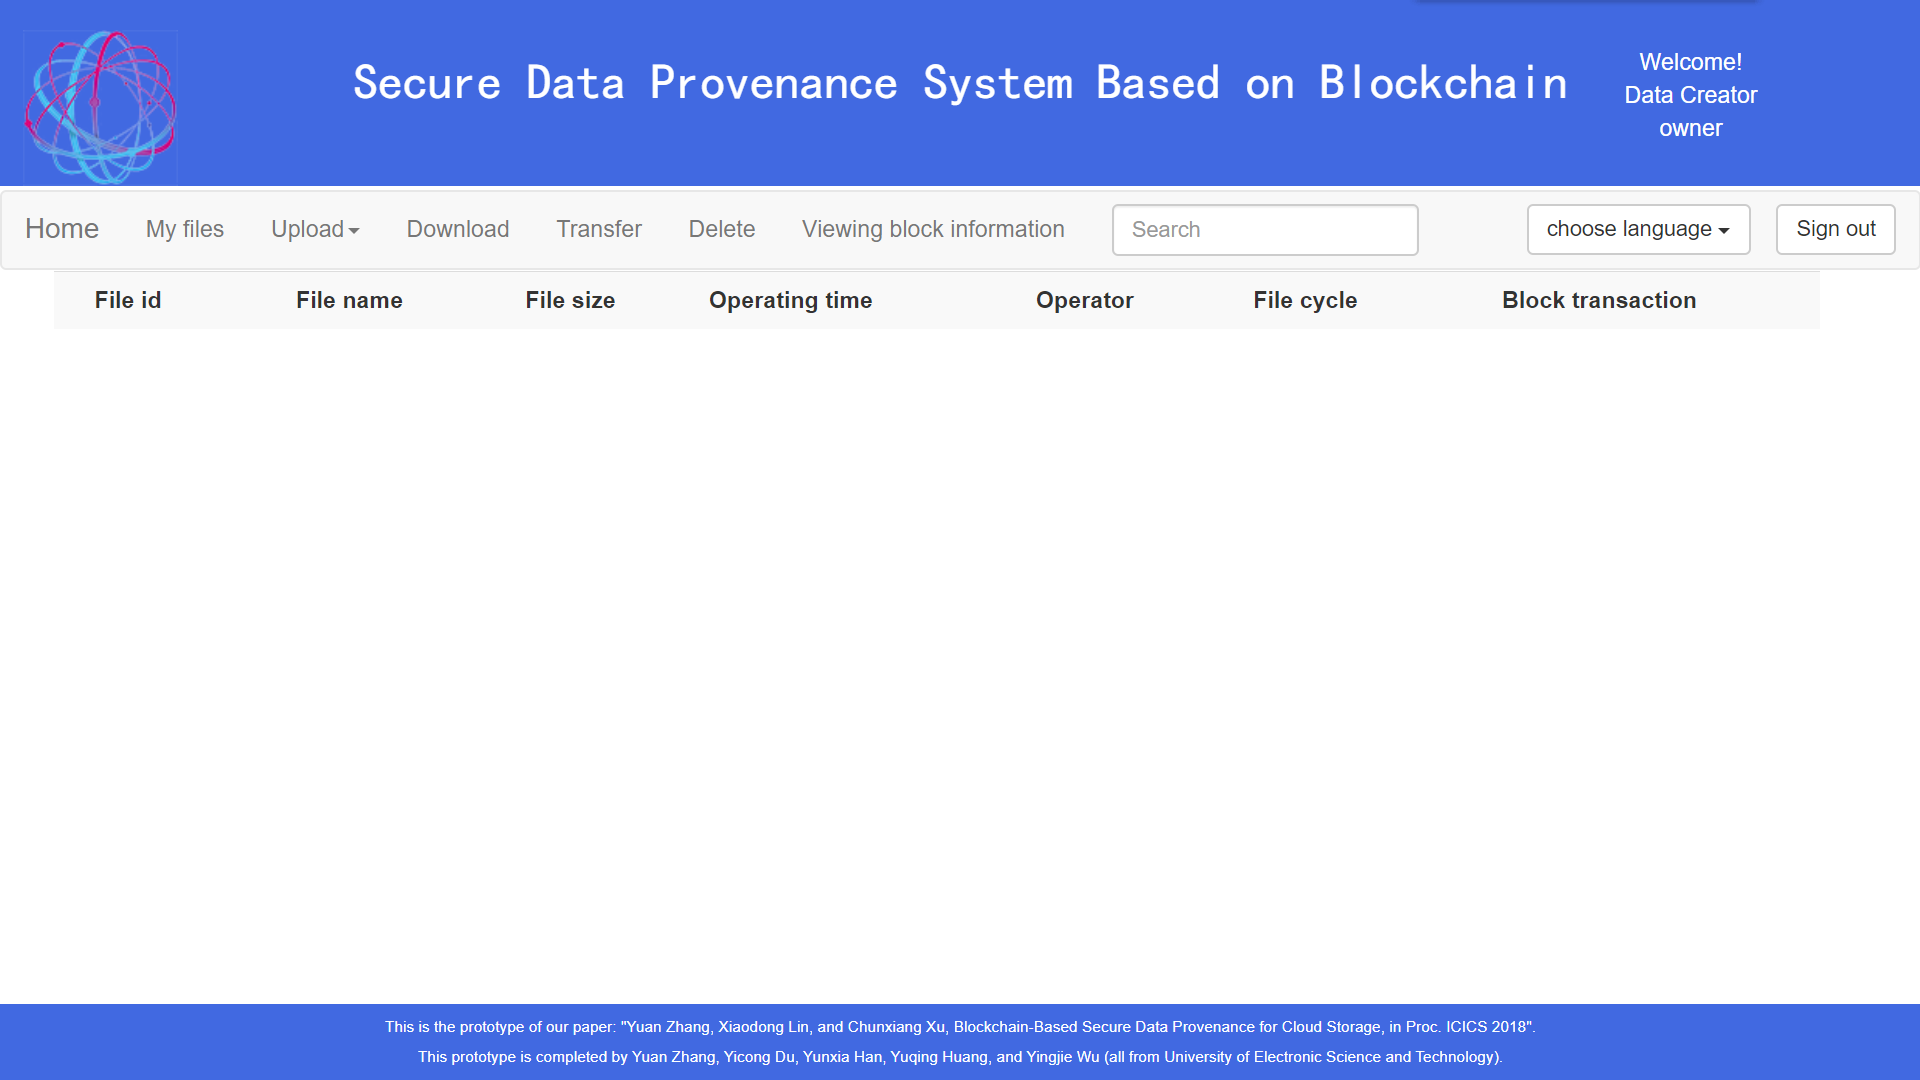 Secure Data Provenance System Based on Blockchain
Welcome!
Data Creator
owner
Home My files Upload Download Transfer Delete Viewing block information Search choose language Sign out
File id File name File size Operating time Operator File cycle Block transaction
This is the prototype of our paper: "Yuan Zhang, Xiaodong Lin, and Chunxiang Xu, Blockchain-Based Secure Data Provenance for Cloud Storage, in Proc. ICICS 2018".
This prototype is completed by Yuan Zhang, Yicong Du, Yunxia Han, Yuqing Huang, and Yingjie Wu (all from University of Electronic Science and Technology).